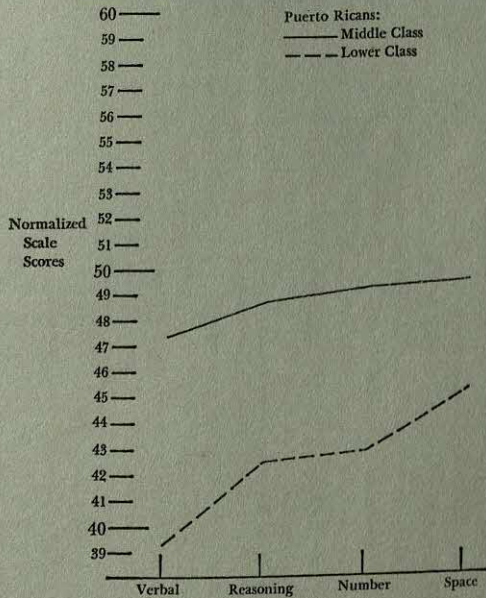 Puerto Ricans:
Middle Class
Lower Class
60
59
58
57
56
55
54
53
Normalized 52
Scale 51
Scores
50
49
48
47
46
45
44
43
42
41
40
39
Verbal Reasoning Number Space